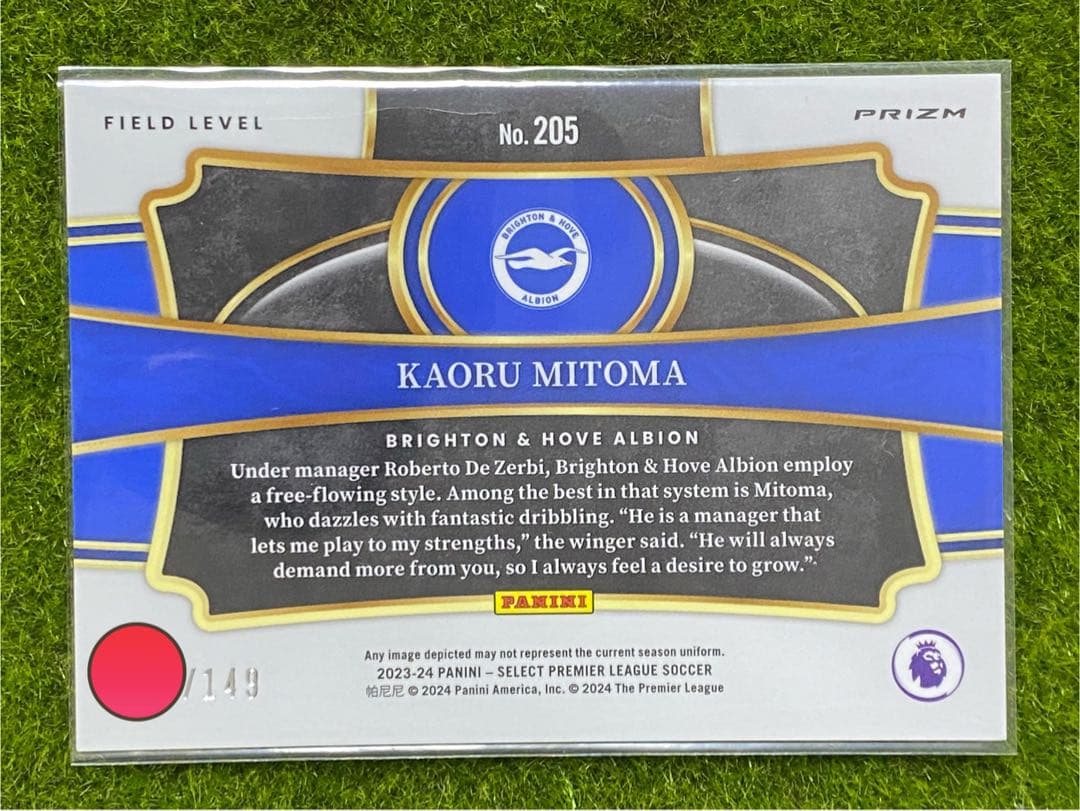 FIELD LEVEL
No. 205
PRIZM
BRIGHTON & HOVE
ALBION
KAORU MITOMA
BRIGHTON & HOVE ALBION
Under manager Roberto De Zerbi, Brighton & Hove Albion employ
a free-flowing style. Among the best in that system is Mitoma,
who dazzles with fantastic dribbling. “He is a manager that
lets me play to my strengths,” the winger said. “He will always
demand more from you, so I always feel a desire to grow.”
PANINI
Any image depicted may not represent the current season uniform.
2023-24 PANINI – SELECT PREMIER LEAGUE SOCCER
帕尼尼 © 2024 Panini America, Inc. © 2024 The Premier League
/149